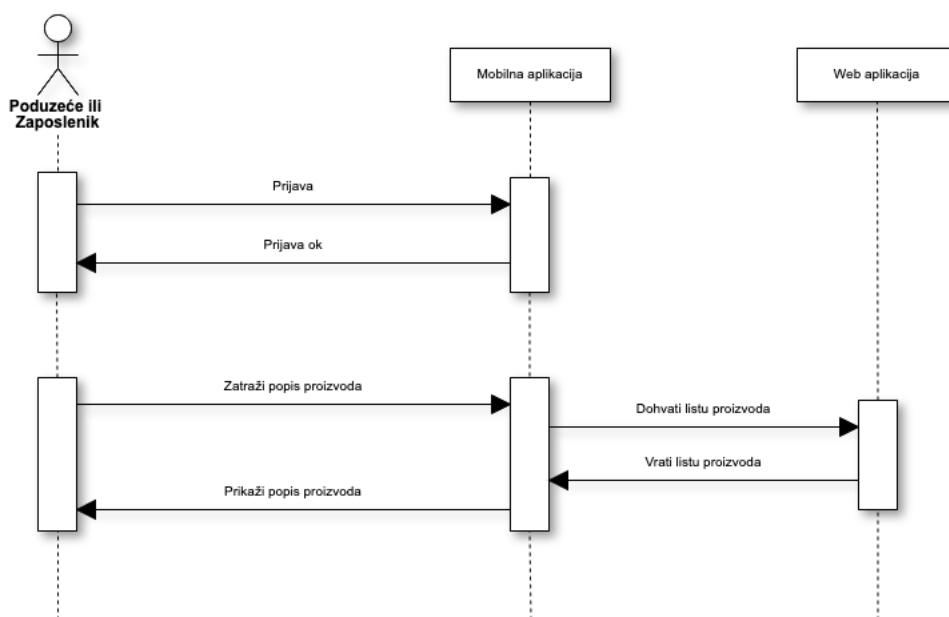 Poduzeće ili
Zaposlenik
Mobilna aplikacija
Web aplikacija
Prijava
Prijava ok
Zatraži popis proizvoda
Dohvati listu proizvoda
Vrati listu proizvoda
Prikaži popis proizvoda